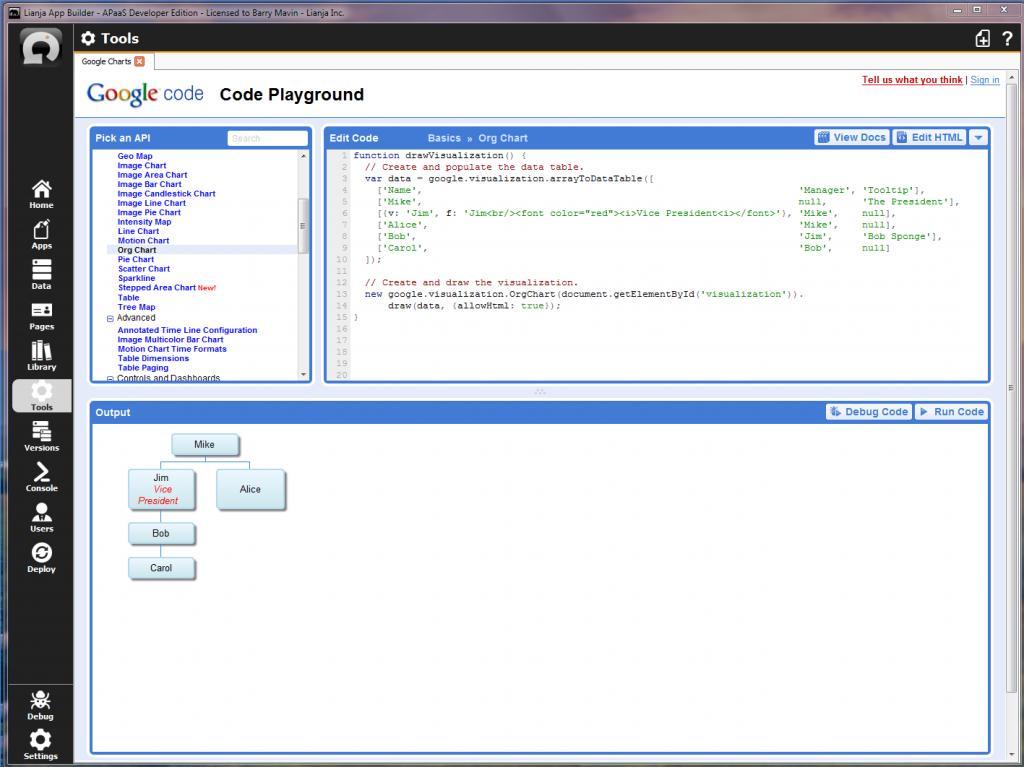 Lianja App Builder - APaaS Developer Edition - Licensed to Barry Mavin - Lianja Inc.
Tools
Google Charts
Tell us what you think | Sign in
Google code Code Playground
Pick an API
Search
Geo Map
Image Chart
Image Area Chart
Image Bar Chart
Image Candlestick Chart
Image Line Chart
Image Pie Chart
Intensity Map
Line Chart
Motion Chart
Org Chart
Pie Chart
Scatter Chart
Sparkline
Stepped Area Chart New!
Table
Tree Map
Advanced
Annotated Time Line Configuration
Image Multicolor Bar Chart
Motion Chart Time Formats
Table Dimensions
Table Paging
Controls and Dashboards
Edit Code Basics » Org Chart View Docs Edit HTML
1 function drawVisualization() {
2 // Create and populate the data table.
3 var data = google.visualization.arrayToDataTable([
4 ['Name', 'Manager', 'Tooltip'],
5 ['Mike', null, 'The President'],
6 [{v: 'Jim', f: 'Jim<br/><font color="red"><i>Vice President<i></font>'}, 'Mike', null],
7 ['Alice', 'Mike', null],
8 ['Bob', 'Jim', 'Bob Sponge'],
9 ['Carol', 'Bob', null]
10 ]);
11
12 // Create and draw the visualization.
13 new google.visualization.OrgChart(document.getElementById('visualization')).
14 draw(data, {allowHtml: true});
15 }
16
17
18
19
20
Output Debug Code Run Code
Mike
Jim
Vice
President
Alice
Bob
Carol
Home
Apps
Data
Pages
Library
Tools
Versions
Console
Users
Deploy
Debug
Settings